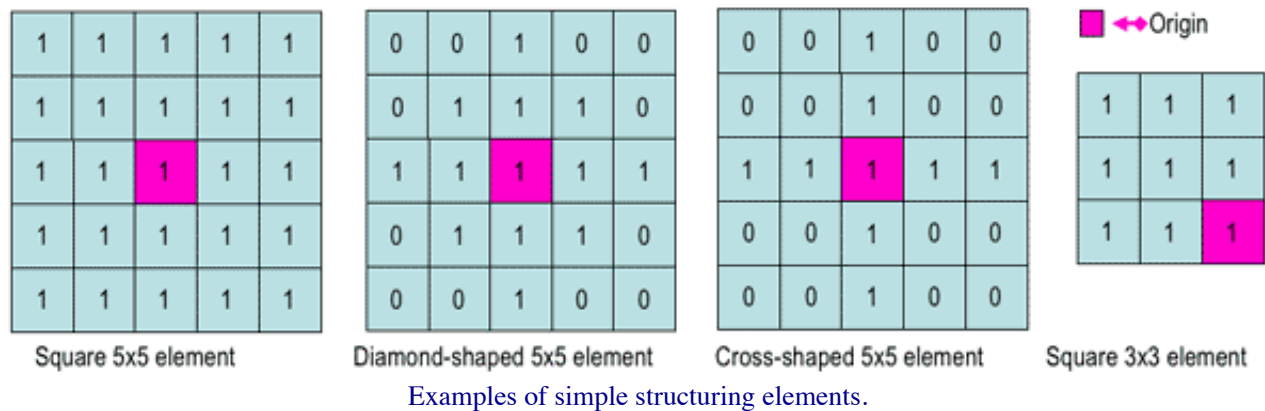 1 1 1 1 1
1 1 1 1 1
1 1 1 1 1
1 1 1 1 1
1 1 1 1 1
Square 5x5 element
0 0 1 0 0
0 1 1 1 0
1 1 1 1 1
0 1 1 1 0
0 0 1 0 0
Diamond-shaped 5x5 element
0 0 1 0 0
0 0 1 0 0
1 1 1 1 1
0 0 1 0 0
0 0 1 0 0
Cross-shaped 5x5 element
Origin
1 1 1
1 1 1
1 1 1
Square 3x3 element
Examples of simple structuring elements.